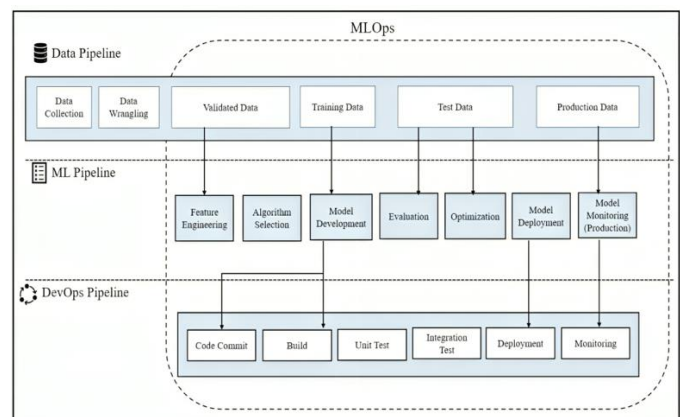 MLOps
Data Pipeline
Data
Collection
Data
Wrangling
Validated Data
Training Data
Test Data
Production Data
ML Pipeline
Feature
Engineering
Algorithm
Selection
Model
Development
Evaluation
Optimization
Model
Deployment
Model
Monitoring
(Production)
DevOps Pipeline
Code Commit
Build
Unit Test
Integration
Test
Deployment
Monitoring